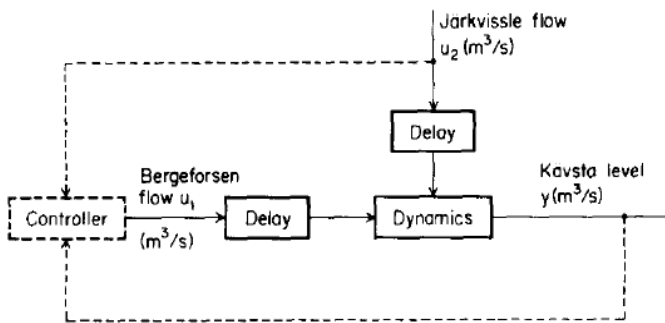 Järkvissle flow
u₂ (m³/s)
Delay
Bergeforsen
flow u₁
Kävsta level
y (m³/s)
Controller
(m³/s)
Delay
Dynamics